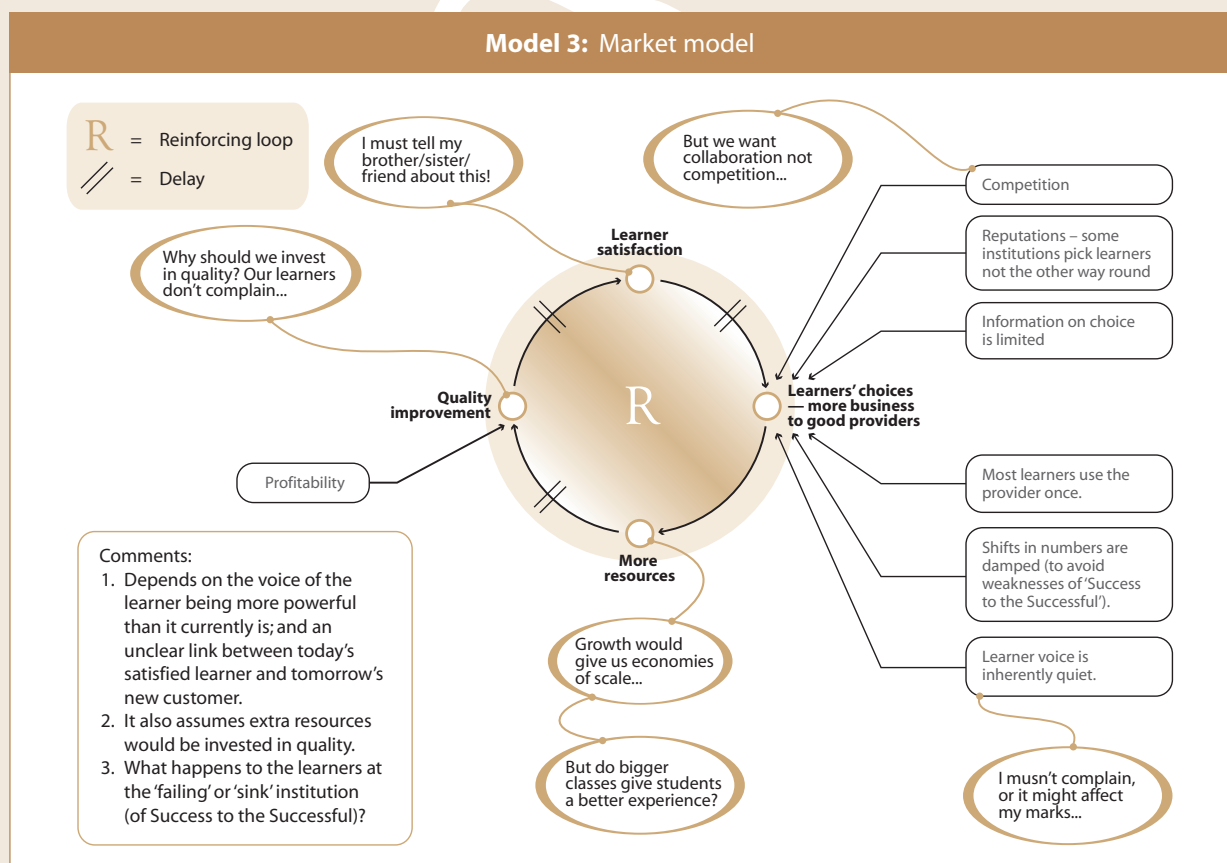 Model 3: Market model
R = Reinforcing loop
= Delay
I must tell my
brother/sister/
friend about this!
But we want
collaboration not
competition...
Competition
Reputations – some
institutions pick learners
not the other way round
Information on choice
is limited
Why should we invest
in quality? Our learners
don't complain...
Learner
satisfaction
Quality
improvement
R
Learners' choices
— more business
to good providers
Profitability
More
resources
Most learners use the
provider once.
Shifts in numbers are
damped (to avoid
weaknesses of 'Success
to the Successful').
Learner voice is
inherently quiet.
Comments:
1. Depends on the voice of the
learner being more powerful
than it currently is; and an
unclear link between today's
satisfied learner and tomorrow's
new customer.
2. It also assumes extra resources
would be invested in quality.
3. What happens to the learners at
the 'failing' or 'sink' institution
(of Success to the Successful)?
Growth would
give us economies
of scale...
But do bigger
classes give students
a better experience?
I musn't complain,
or it might affect
my marks...